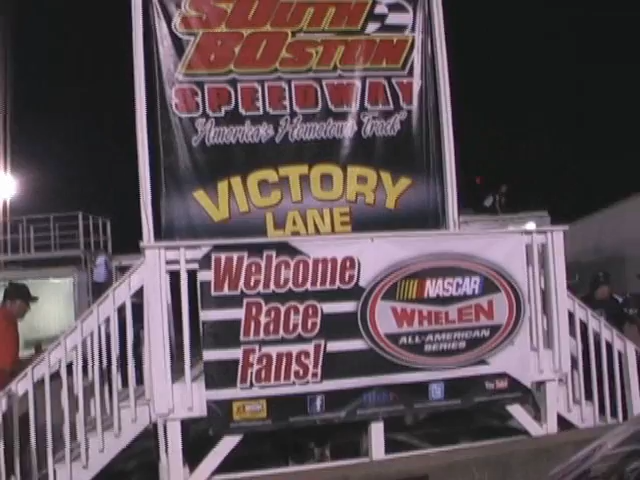 SOUTH
BOSTON
SPEEDWAY
"America's Hometown Track"
VICTORY
LANE
Welcome
Race
Fans!
NASCAR
WHELEN
ALL-AMERICAN
SERIES